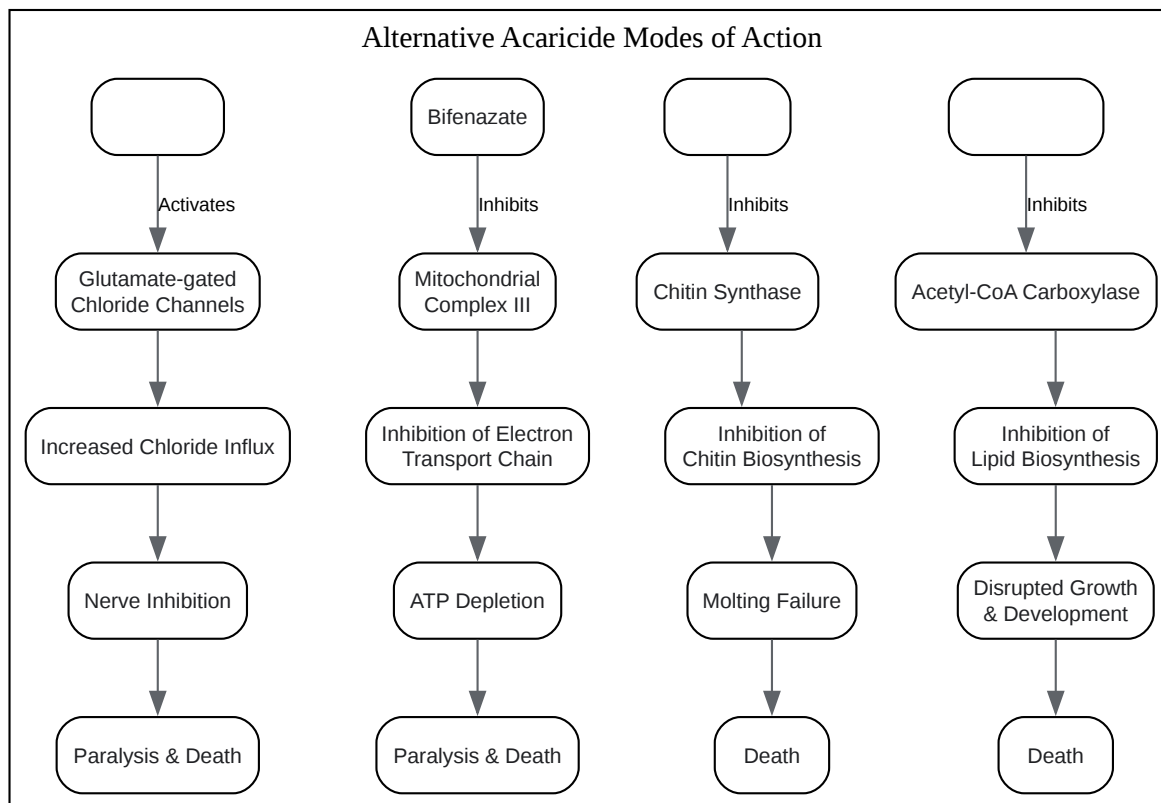 Alternative Acaricide Modes of Action
Bifenazate
Activates
Inhibits
Inhibits
Inhibits
Glutamate-gated
Chloride Channels
Mitochondrial
Complex III
Chitin Synthase
Acetyl-CoA Carboxylase
Increased Chloride Influx
Inhibition of Electron
Transport Chain
Inhibition of
Chitin Biosynthesis
Inhibition of
Lipid Biosynthesis
Nerve Inhibition
ATP Depletion
Molting Failure
Disrupted Growth
& Development
Paralysis & Death
Paralysis & Death
Death
Death